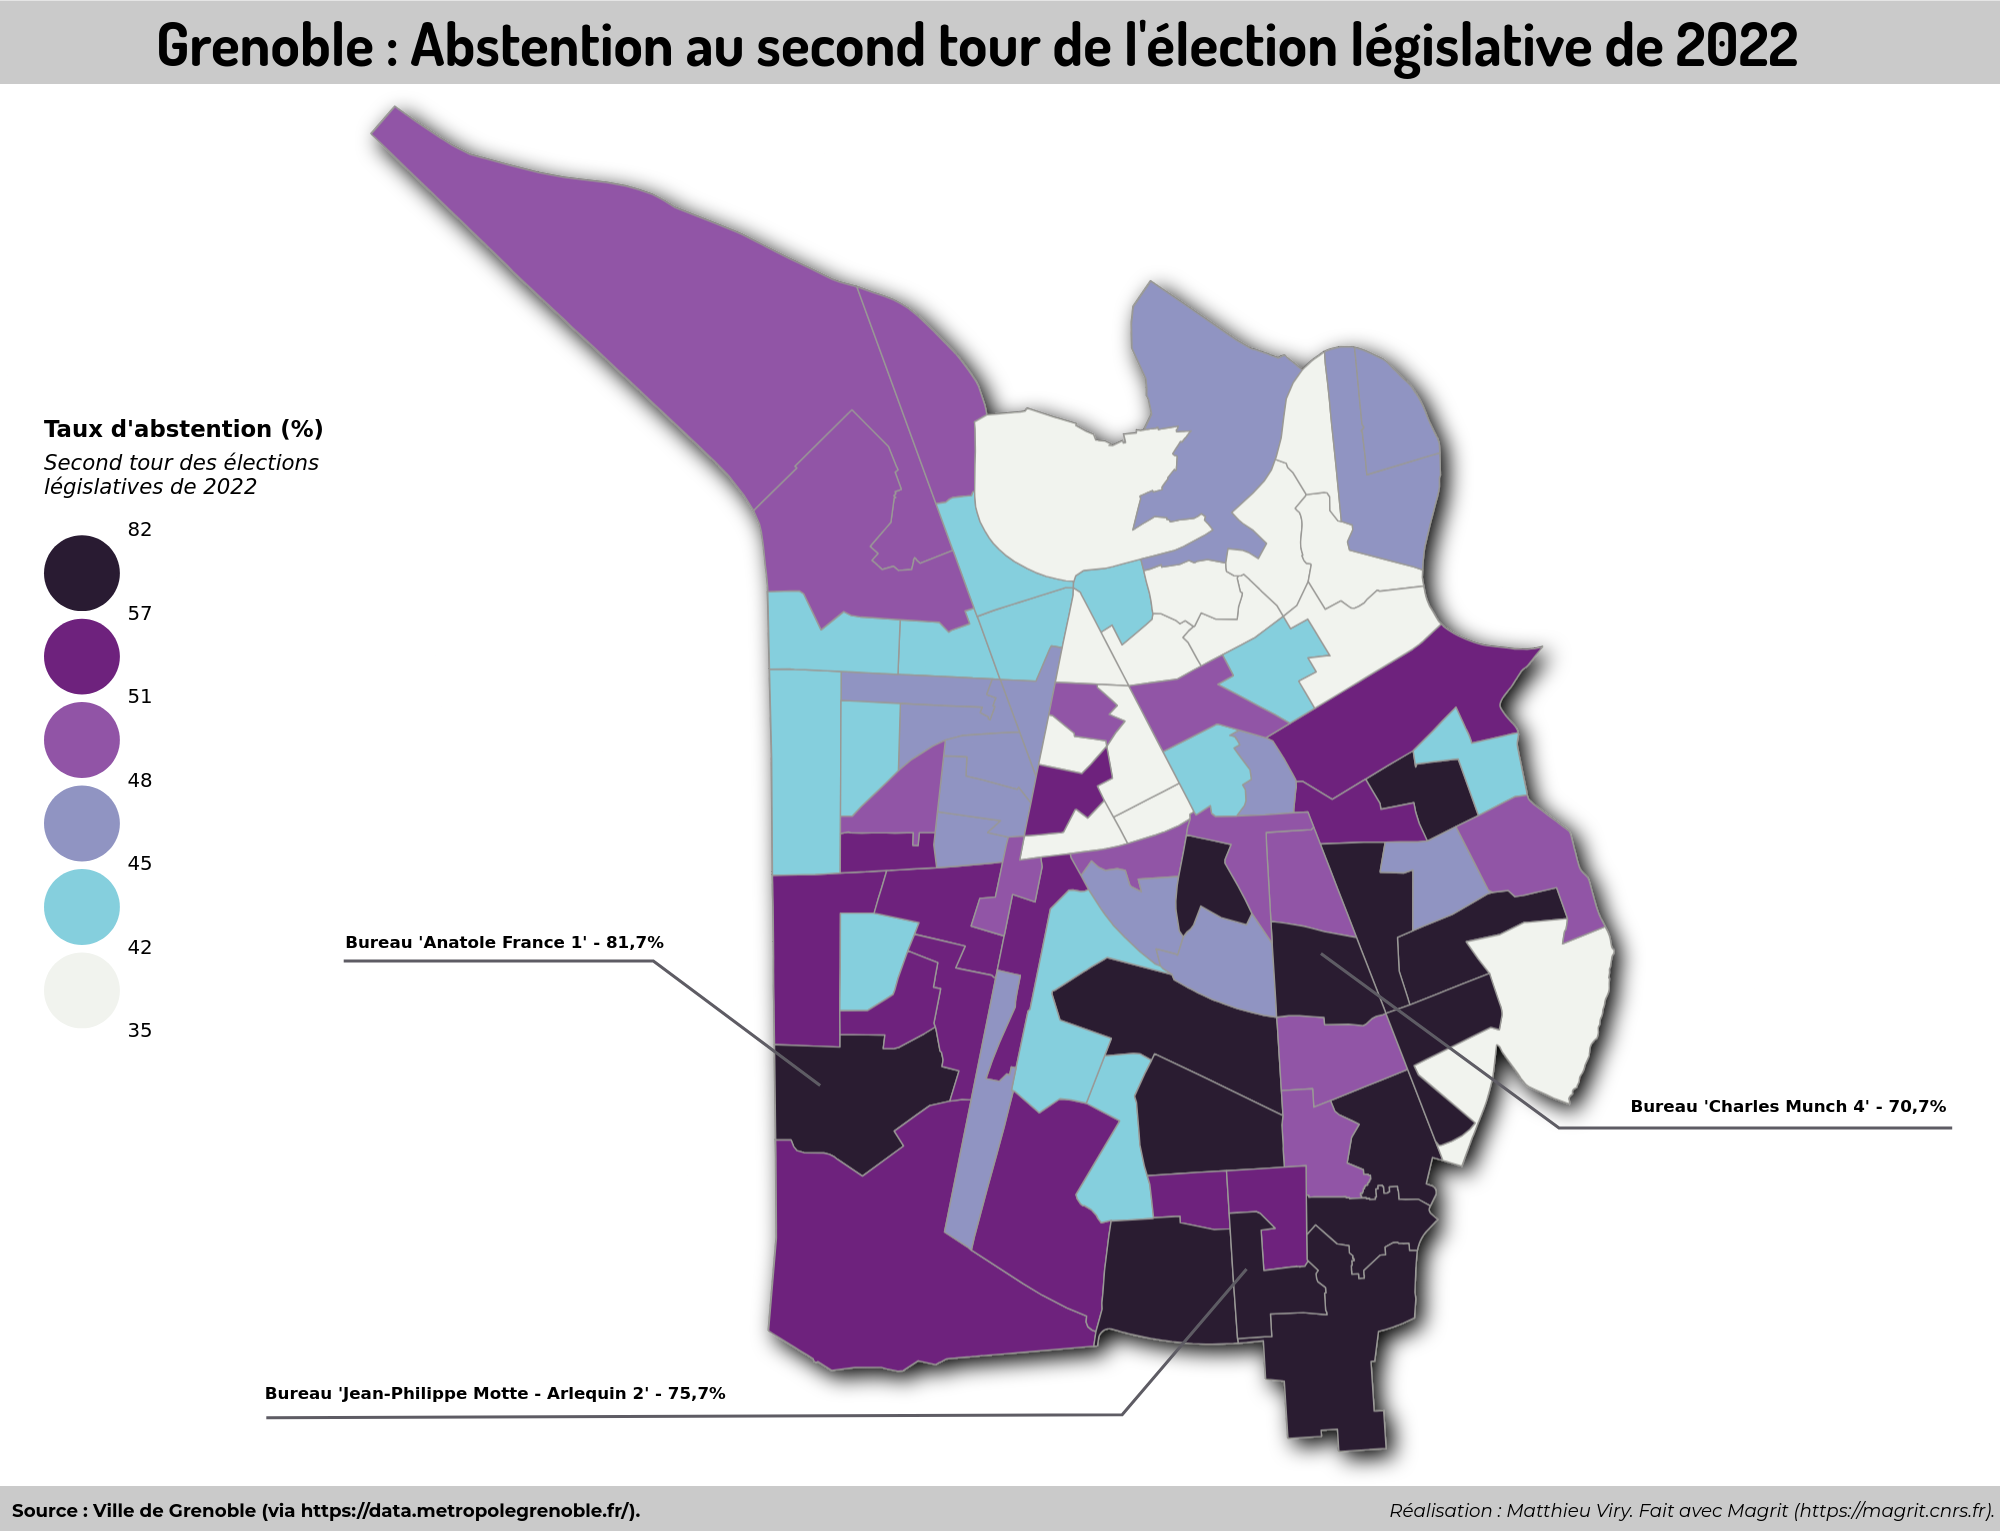 Grenoble : Abstention au second tour de l'élection législative de 2022
Taux d'abstention (%)
Second tour des élections
législatives de 2022
82
57
51
48
45
42
35
Bureau 'Anatole France 1' - 81,7%
Bureau 'Charles Munch 4' - 70,7%
Bureau 'Jean-Philippe Motte - Arlequin 2' - 75,7%
Source : Ville de Grenoble (via https://data.metropolegrenoble.fr/).
Réalisation : Matthieu Viry. Fait avec Magrit (https://magrit.cnrs.fr).